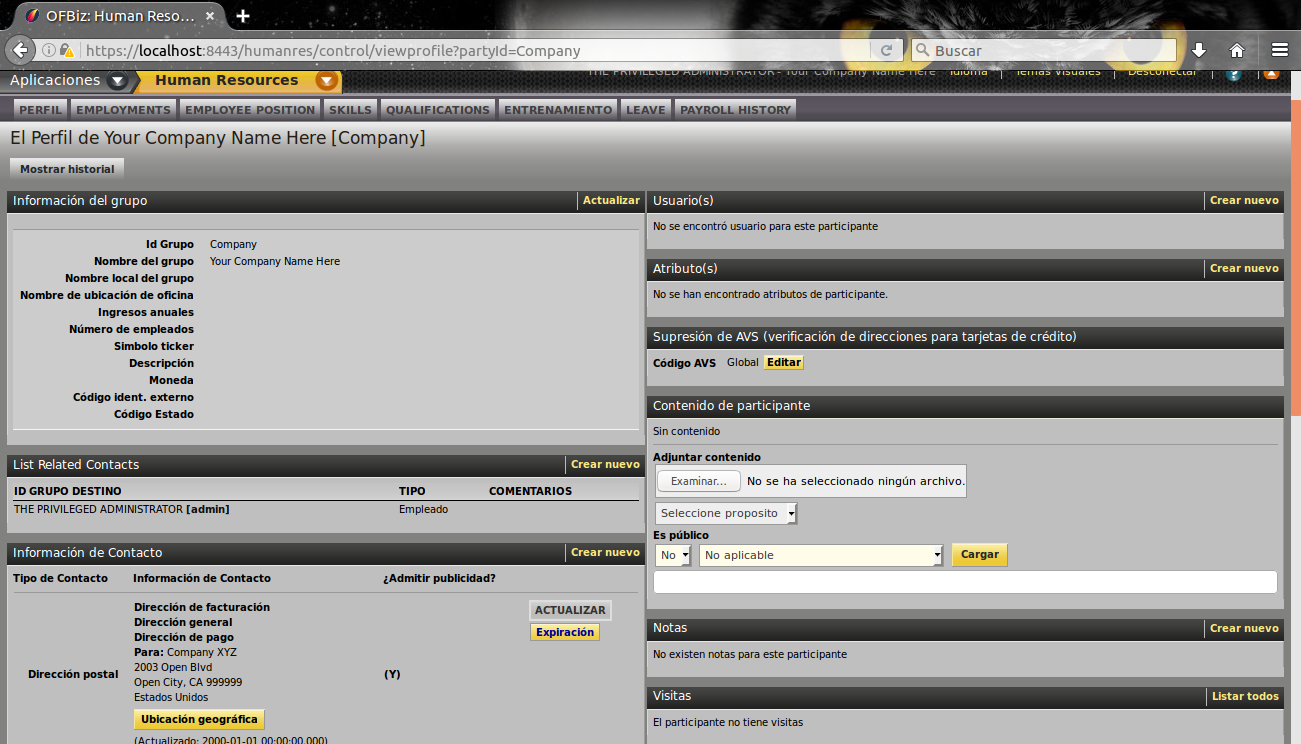 OFBiz: Human Reso... × +
https://localhost:8443/humanres/control/viewprofile?partyId=Company
Buscar
Aplicaciones
Human Resources
THE PRIVILEGED ADMINISTRATOR - Your Company Name Here
Idioma
Temas Visuales
Desconectar
PERFIL
EMPLOYMENTS
EMPLOYEE POSITION
SKILLS
QUALIFICATIONS
ENTRENAMIENTO
LEAVE
PAYROLL HISTORY
El Perfil de Your Company Name Here [Company]
Mostrar historial
Información del grupo
Actualizar
Id Grupo Company
Nombre del grupo Your Company Name Here
Nombre local del grupo
Nombre de ubicación de oficina
Ingresos anuales
Número de empleados
Simbolo ticker
Descripción
Moneda
Código ident. externo
Código Estado
List Related Contacts
Crear nuevo
ID GRUPO DESTINO TIPO COMENTARIOS
THE PRIVILEGED ADMINISTRATOR [admin] Empleado
Información de Contacto
Crear nuevo
Tipo de Contacto Información de Contacto ¿Admitir publicidad?
Dirección postal
Dirección de facturación
Dirección general
Dirección de pago
Para: Company XYZ
2003 Open Blvd
Open City, CA 999999
Estados Unidos
Ubicación geográfica
(Actualizado: 2000-01-01 00:00:00.000)
(Y)
ACTUALIZAR
Expiración
Usuario(s)
Crear nuevo
No se encontró usuario para este participante
Atributo(s)
Crear nuevo
No se han encontrado atributos de participante.
Supresión de AVS (verificación de direcciones para tarjetas de crédito)
Código AVS Global Editar
Contenido de participante
Sin contenido
Adjuntar contenido
Examinar... No se ha seleccionado ningún archivo.
Seleccione proposito
Es público
No No aplicable Cargar
Notas
Crear nuevo
No existen notas para este participante
Visitas
Listar todos
El participante no tiene visitas